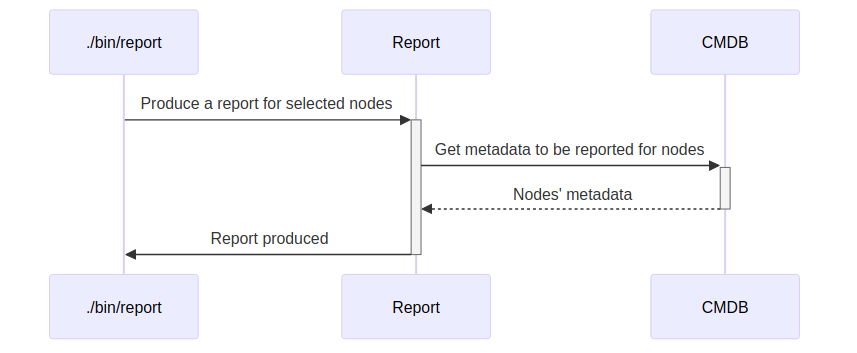 ./bin/report
Report
CMDB
Produce a report for selected nodes
Get metadata to be reported for nodes
Nodes' metadata
Report produced
./bin/report
Report
CMDB